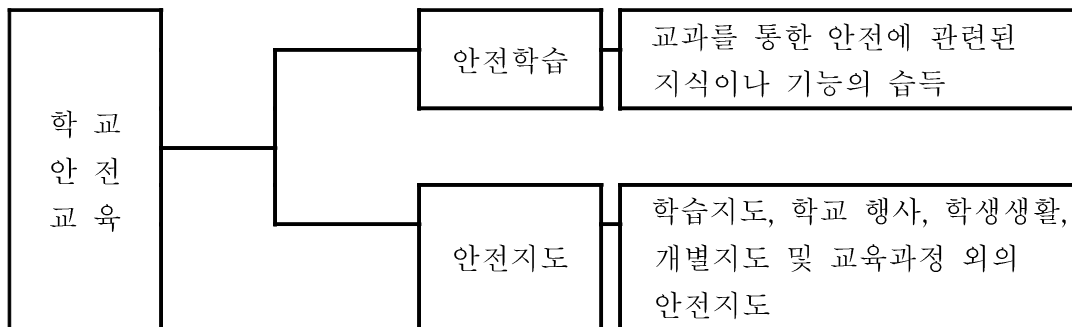 학 교
안 전
교 육
안전학습
교과를 통한 안전에 관련된
지식이나 기능의 습득
안전지도
학습지도, 학교 행사, 학생생활,
개별지도 및 교육과정 외의
안전지도